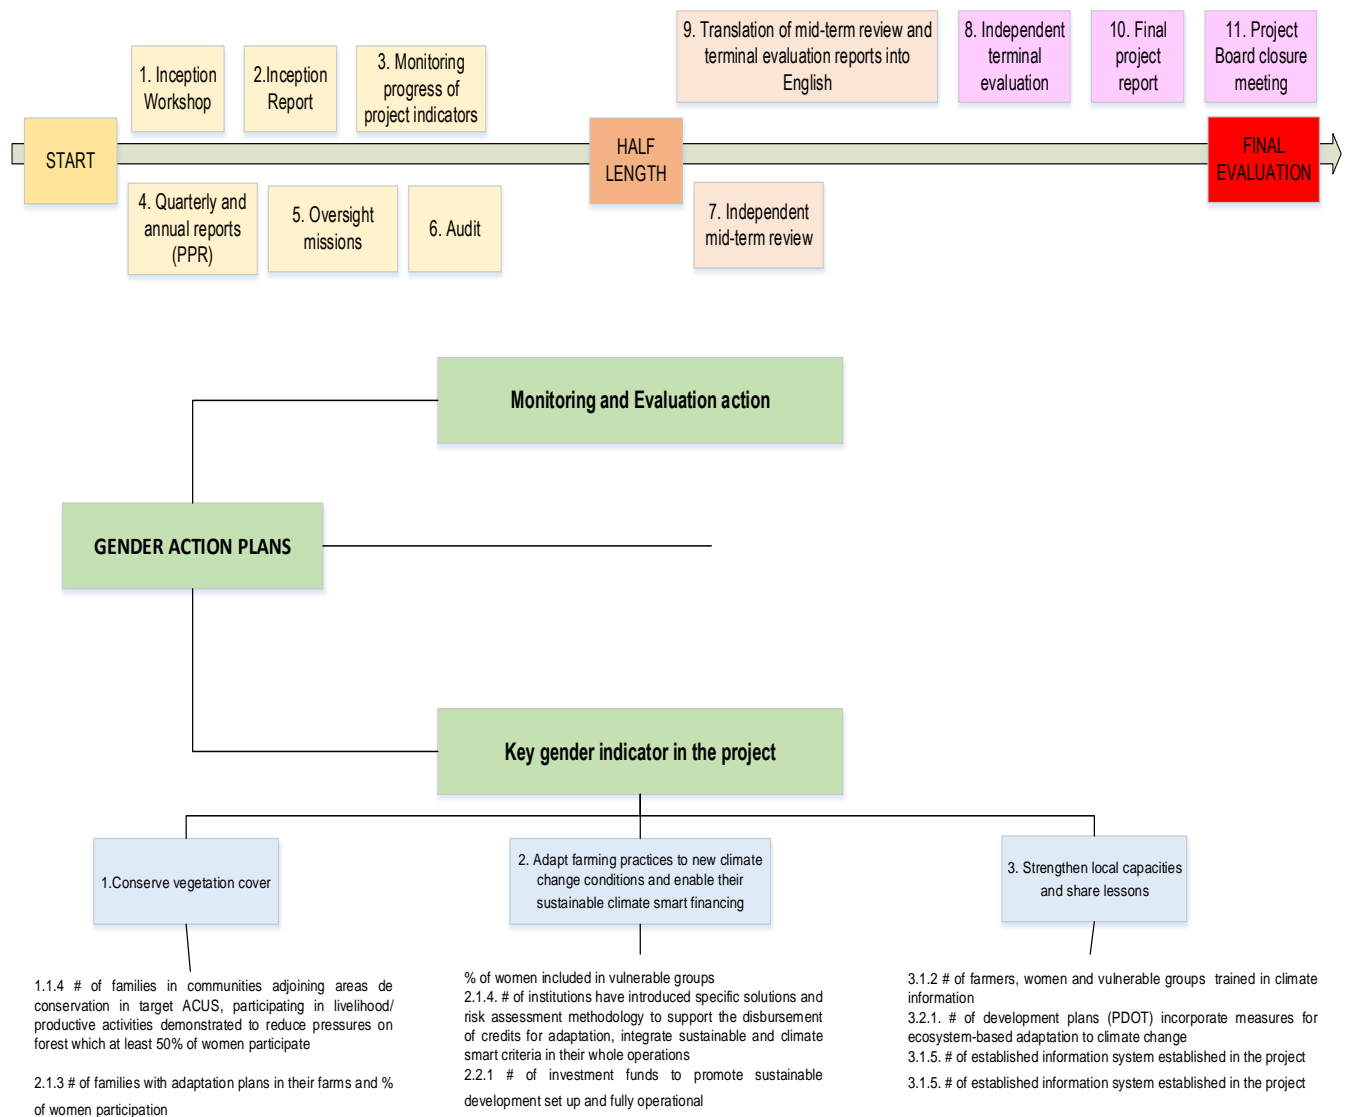 1. Inception
Workshop
2.Inception
Report
3. Monitoring
progress of
project indicators
9. Translation of mid-term review and
terminal evaluation reports into
English
8. Independent
terminal
evaluation
10. Final
project
report
11. Project
Board closure
meeting
START
HALF
LENGTH
FINAL
EVALUATION
4. Quarterly and
annual reports
(PPR)
5. Oversight
missions
6. Audit
7. Independent
mid-term review
Monitoring and Evaluation action
GENDER ACTION PLANS
Key gender indicator in the project
1.Conserve vegetation cover
2. Adapt farming practices to new climate
change conditions and enable their
sustainable climate smart financing
3. Strengthen local capacities
and share lessons
1.1.4 # of families in communities adjoining areas de
conservation in target ACUS, participating in livelihood/
productive activities demonstrated to reduce pressures on
forest which at least 50% of women participate
2.1.3 # of families with adaptation plans in their farms and %
of women participation
% of women included in vulnerable groups
2.1.4. # of institutions have introduced specific solutions and
risk assessment methodology to support the disbursement
of credits for adaptation, integrate sustainable and climate
smart criteria in their whole operations
2.2.1 # of investment funds to promote sustainable
development set up and fully operational
3.1.2 # of farmers, women and vulnerable groups trained in climate
information
3.2.1. # of development plans (PDOT) incorporate measures for
ecosystem-based adaptation to climate change
3.1.5. # of established information system established in the project
3.1.5. # of established information system established in the project